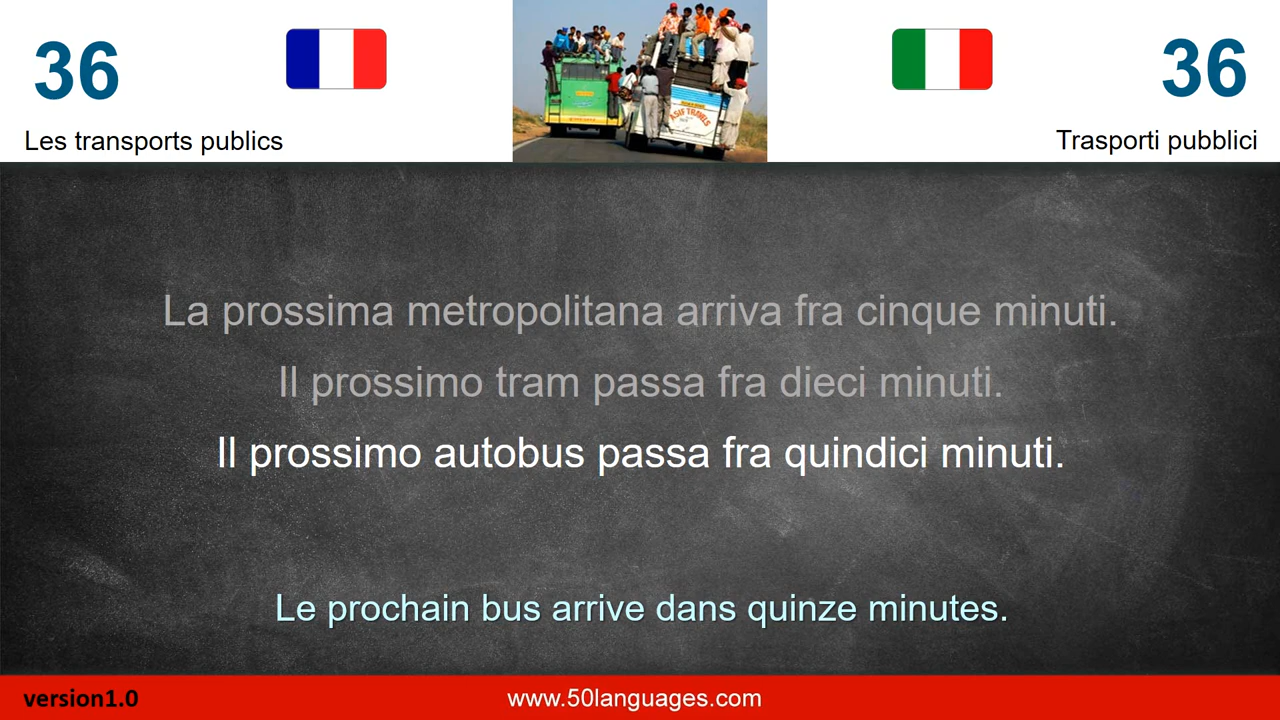 36
36
Les transports publics
Trasporti pubblici
ASIF TRAVELS
La prossima metropolitana arriva fra cinque minuti.
Il prossimo tram passa fra dieci minuti.
Il prossimo autobus passa fra quindici minuti.
Le prochain bus arrive dans quinze minutes.
version1.0
www.50languages.com